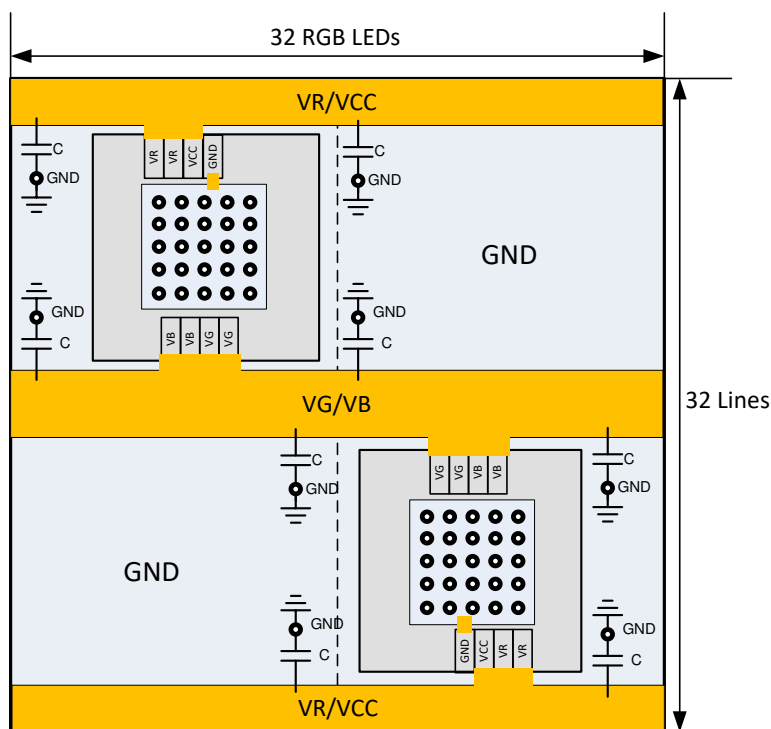 32 RGB LEDs
VR/VCC
C
GND
VR
VR
VCC
GND
C
GND
GND
GND
C
VB
VB
VG
VG
GND
C
VG/VB
32 Lines
C
GND
VG
VG
VB
VB
C
GND
GND
GND
C
GND
VCC
VR
VR
GND
C
VR/VCC